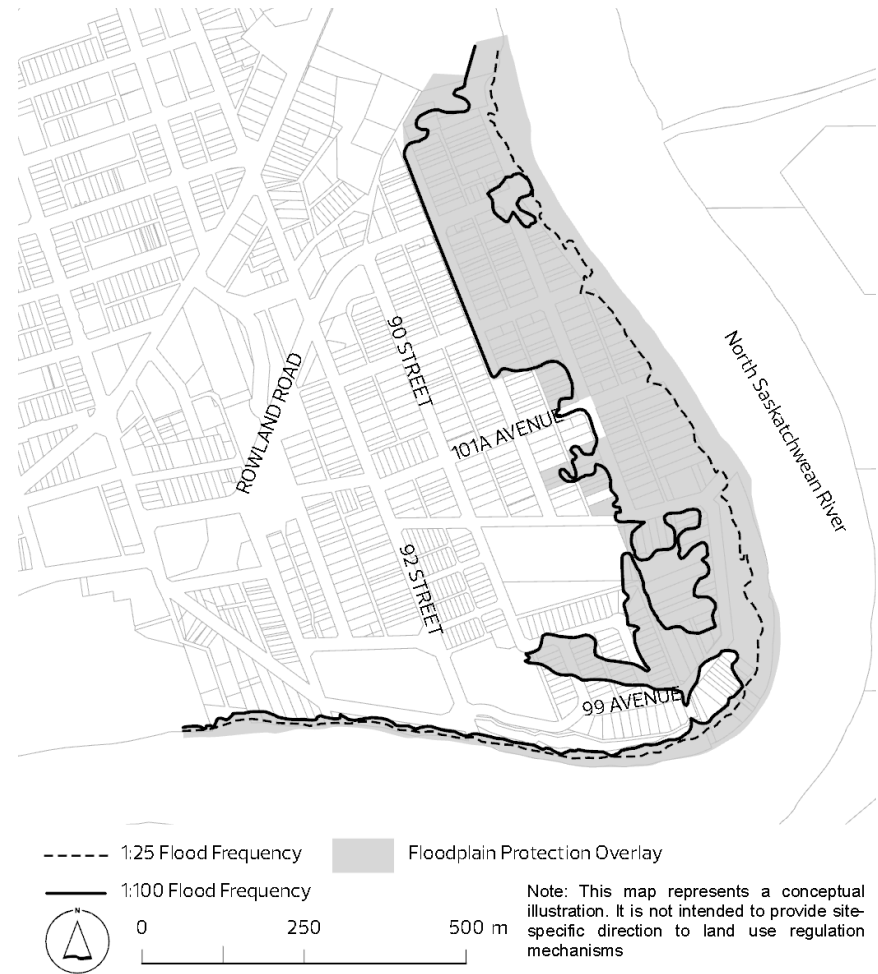 90 STREET
ROWLAND ROAD
101A AVENUE
North Saskatchwean River
92 STREET
99 AVENUE
1:25 Flood Frequency
Floodplain Protection Overlay
1:100 Flood Frequency
N
0 250 500 m
Note: This map represents a conceptual
illustration. It is not intended to provide site-
specific direction to land use regulation
mechanisms